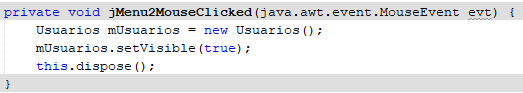 private void jMenu2MouseClicked(java.awt.event.MouseEvent evt) {
    Usuarios mUsuarios = new Usuarios();
    mUsuarios.setVisible(true);
    this.dispose();
}